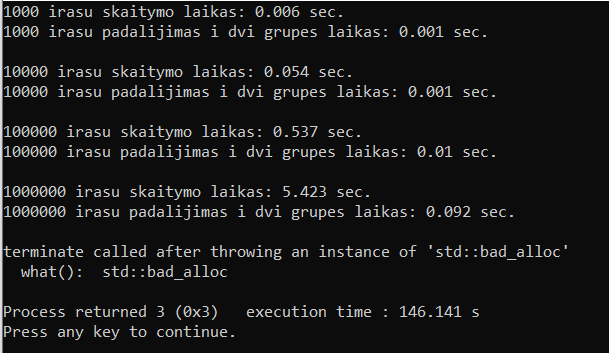 1000 irasu skaitymo laikas: 0.006 sec.
1000 irasu padalijimas i dvi grupes laikas: 0.001 sec.
10000 irasu skaitymo laikas: 0.054 sec.
10000 irasu padalijimas i dvi grupes laikas: 0.001 sec.
100000 irasu skaitymo laikas: 0.537 sec.
100000 irasu padalijimas i dvi grupes laikas: 0.01 sec.
1000000 irasu skaitymo laikas: 5.423 sec.
1000000 irasu padalijimas i dvi grupes laikas: 0.092 sec.
terminate called after throwing an instance of 'std::bad_alloc'
  what():  std::bad_alloc
Process returned 3 (0x3)   execution time : 146.141 s
Press any key to continue.